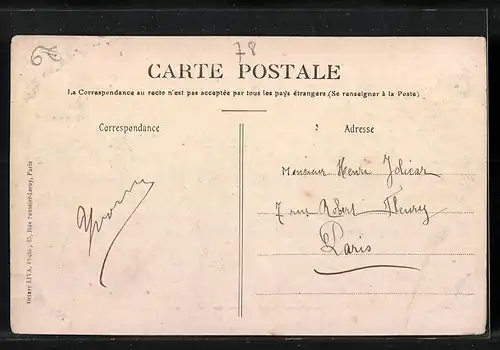 78
CARTE POSTALE
La Correspondance au recto n'est pas acceptée par tous les pays étrangers (Se renseigner à la Poste)
Correspondance
Adresse
Yvonne
Monsieur Henri Jolicar
7 rue Robert Fleury
Paris